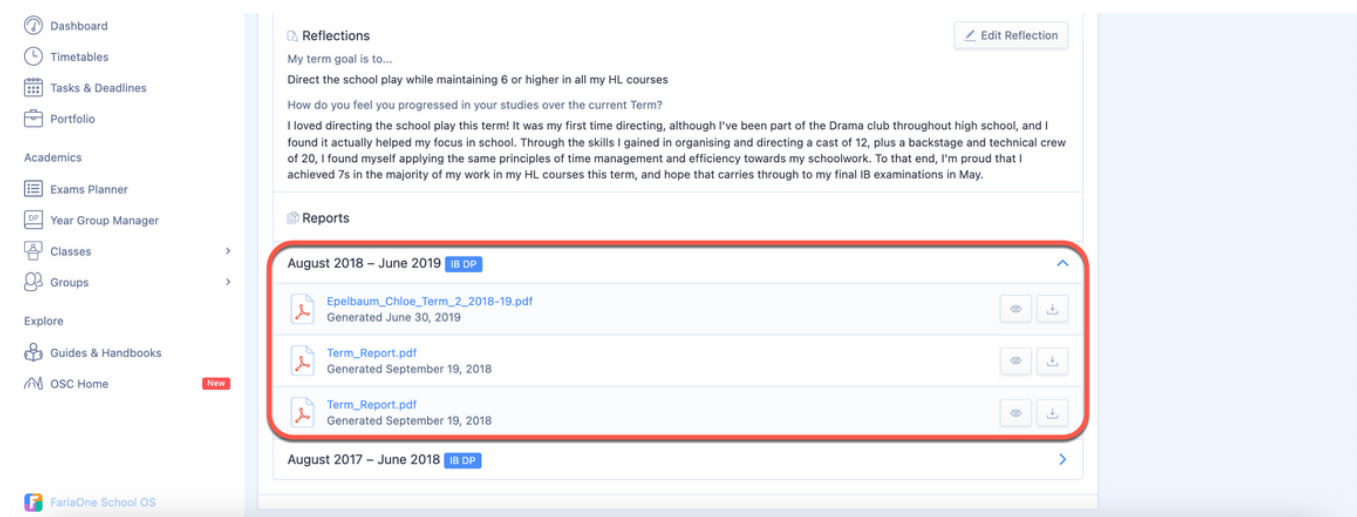 Dashboard
Timetables
Tasks & Deadlines
Portfolio
Academics
Exams Planner
DP Year Group Manager
Classes
Groups
Explore
Guides & Handbooks
OSC Home New
FariaOne School OS
Reflections
Edit Reflection
My term goal is to...
Direct the school play while maintaining 6 or higher in all my HL courses
How do you feel you progressed in your studies over the current Term?
I loved directing the school play this term! It was my first time directing, although I've been part of the Drama club throughout high school, and I
found it actually helped my focus in school. Through the skills I gained in organising and directing a cast of 12, plus a backstage and technical crew
of 20, I found myself applying the same principles of time management and efficiency towards my schoolwork. To that end, I'm proud that I
achieved 7s in the majority of my work in my HL courses this term, and hope that carries through to my final IB examinations in May.
Reports
August 2018 – June 2019 IB DP
Epelbaum_Chloe_Term_2_2018-19.pdf
Generated June 30, 2019
Term_Report.pdf
Generated September 19, 2018
Term_Report.pdf
Generated September 19, 2018
August 2017 – June 2018 IB DP